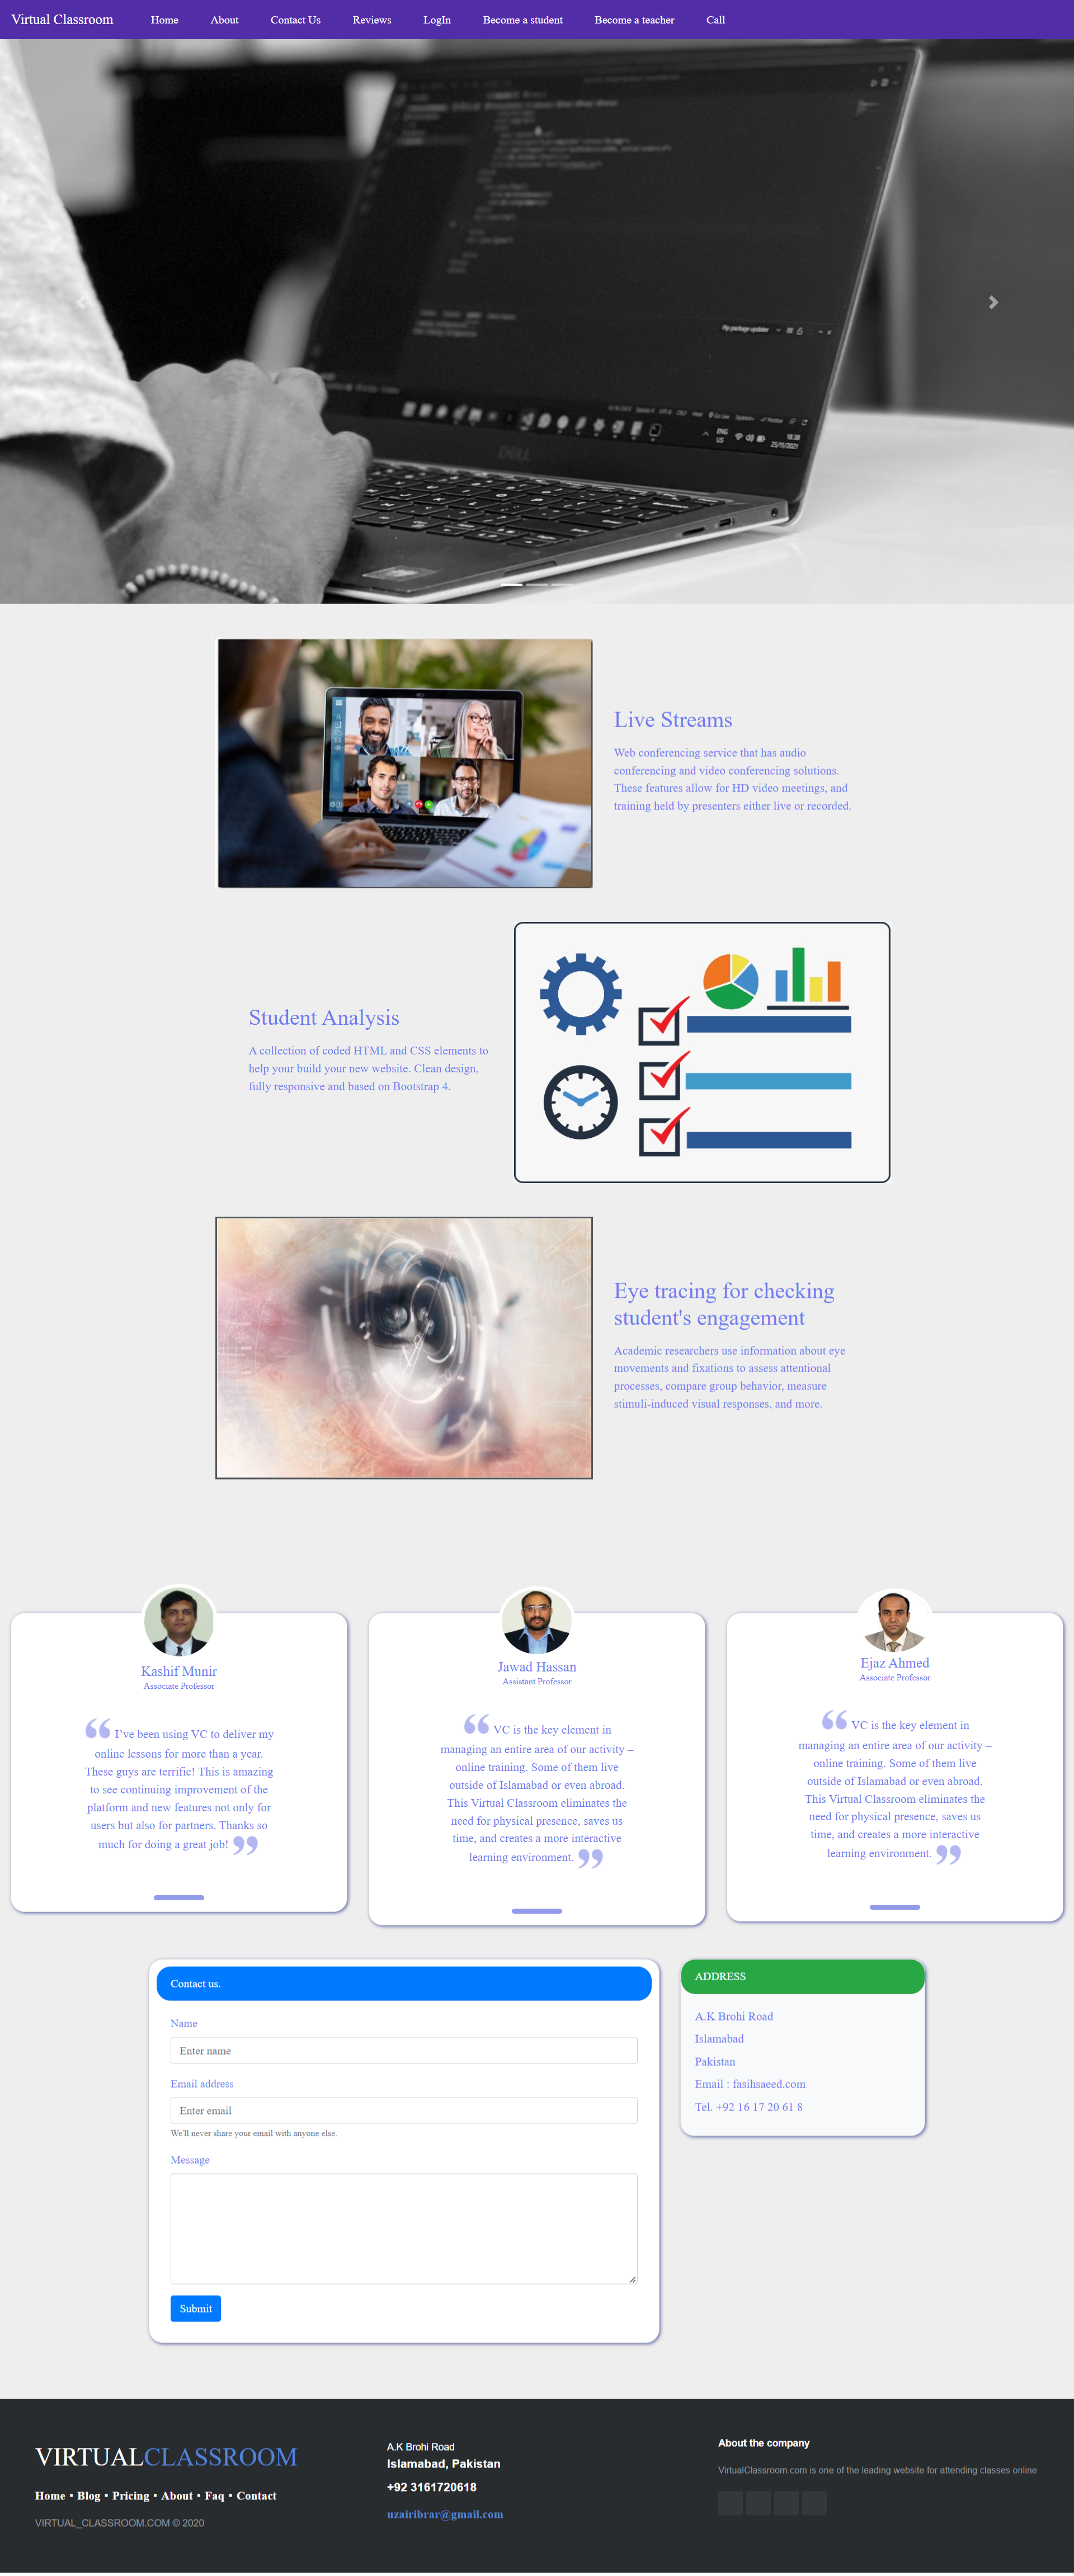 Virtual Classroom Home About Contact Us Reviews LogIn Become a student Become a teacher Call
Pip package updater
ENG
US
18:38
25/11/2021
DELL
Live Streams
Web conferencing service that has audio
conferencing and video conferencing solutions.
These features allow for HD video meetings, and
training held by presenters either live or recorded.
Student Analysis
A collection of coded HTML and CSS elements to
help your build your new website. Clean design,
fully responsive and based on Bootstrap 4.
Eye tracing for checking
student's engagement
Academic researchers use information about eye
movements and fixations to assess attentional
processes, compare group behavior, measure
stimuli-induced visual responses, and more.
Kashif Munir
Associate Professor
“ I’ve been using VC to deliver my
online lessons for more than a year.
These guys are terrific! This is amazing
to see continuing improvement of the
platform and new features not only for
users but also for partners. Thanks so
much for doing a great job! ”
Jawad Hassan
Assistant Professor
“ VC is the key element in
managing an entire area of our activity –
online training. Some of them live
outside of Islamabad or even abroad.
This Virtual Classroom eliminates the
need for physical presence, saves us
time, and creates a more interactive
learning environment. ”
Ejaz Ahmed
Associate Professor
“ VC is the key element in
managing an entire area of our activity –
online training. Some of them live
outside of Islamabad or even abroad.
This Virtual Classroom eliminates the
need for physical presence, saves us
time, and creates a more interactive
learning environment. ”
Contact us.
Name
Enter name
Email address
Enter email
We'll never share your email with anyone else.
Message
Submit
ADDRESS
A.K Brohi Road
Islamabad
Pakistan
Email : fasihsaeed.com
Tel. +92 16 17 20 61 8
VIRTUALCLASSROOM
Home · Blog · Pricing · About · Faq · Contact
VIRTUAL_CLASSROOM.COM © 2020
A.K Brohi Road
Islamabad, Pakistan
+92 3161720618
uzairibrar@gmail.com
About the company
VirtualClassroom.com is one of the leading website for attending classes online